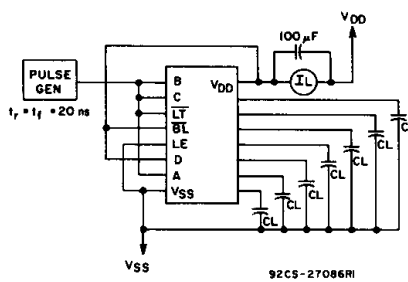 100 μF
VDD
PULSE
GEN
tr = tf = 20 ns
B
C
LT
BL
LE
D
A
VSS
VDD
IL
CL
CL
CL
CL
CL
CL
CL
VSS
92CS-27086R1